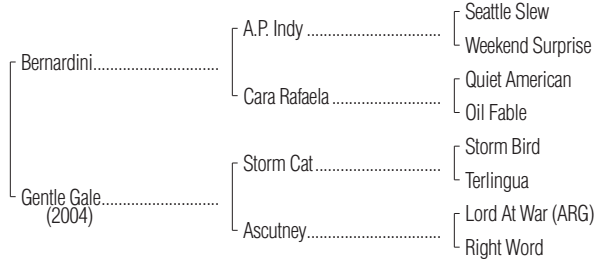 Seattle Slew
A.P. Indy
Weekend Surprise
Bernardini
Quiet American
Cara Rafaela
Oil Fable
Storm Bird
Storm Cat
Terlingua
Gentle Gale
(2004)
Lord At War (ARG)
Ascutney
Right Word